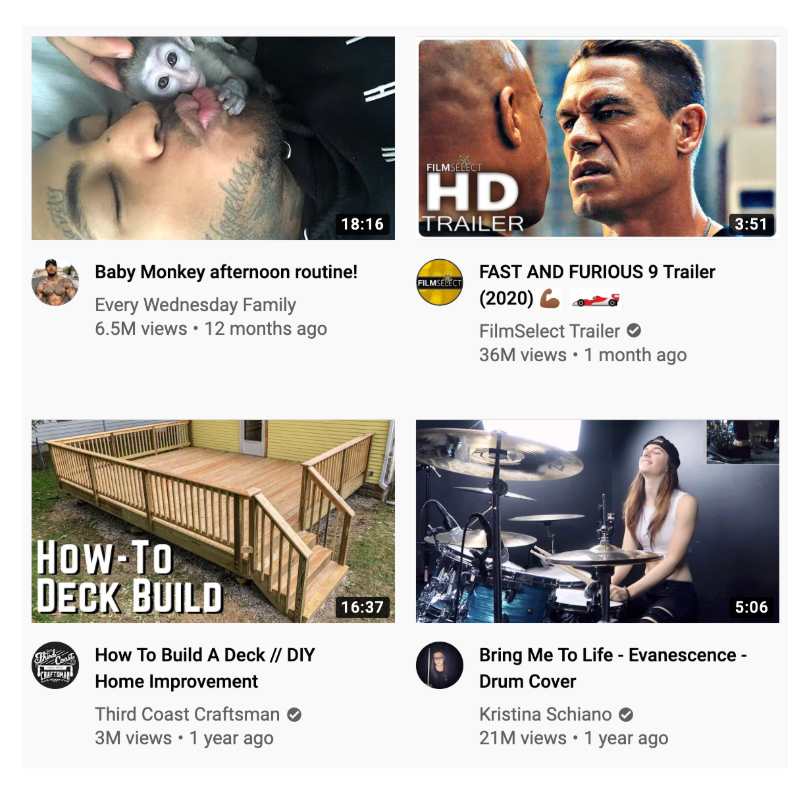 18:16
FILMSELECT
HD
TRAILER
3:51
Baby Monkey afternoon routine!
Every Wednesday Family
6.5M views • 12 months ago
FILMSELECT
FAST AND FURIOUS 9 Trailer
(2020) 💪🏾 🏎️
FilmSelect Trailer
36M views • 1 month ago
HOW-TO
DECK BUILD
16:37
5:06
Third Coast
CRAFTSMAN
How To Build A Deck // DIY
Home Improvement
Third Coast Craftsman
3M views • 1 year ago
Bring Me To Life - Evanescence -
Drum Cover
Kristina Schiano
21M views • 1 year ago